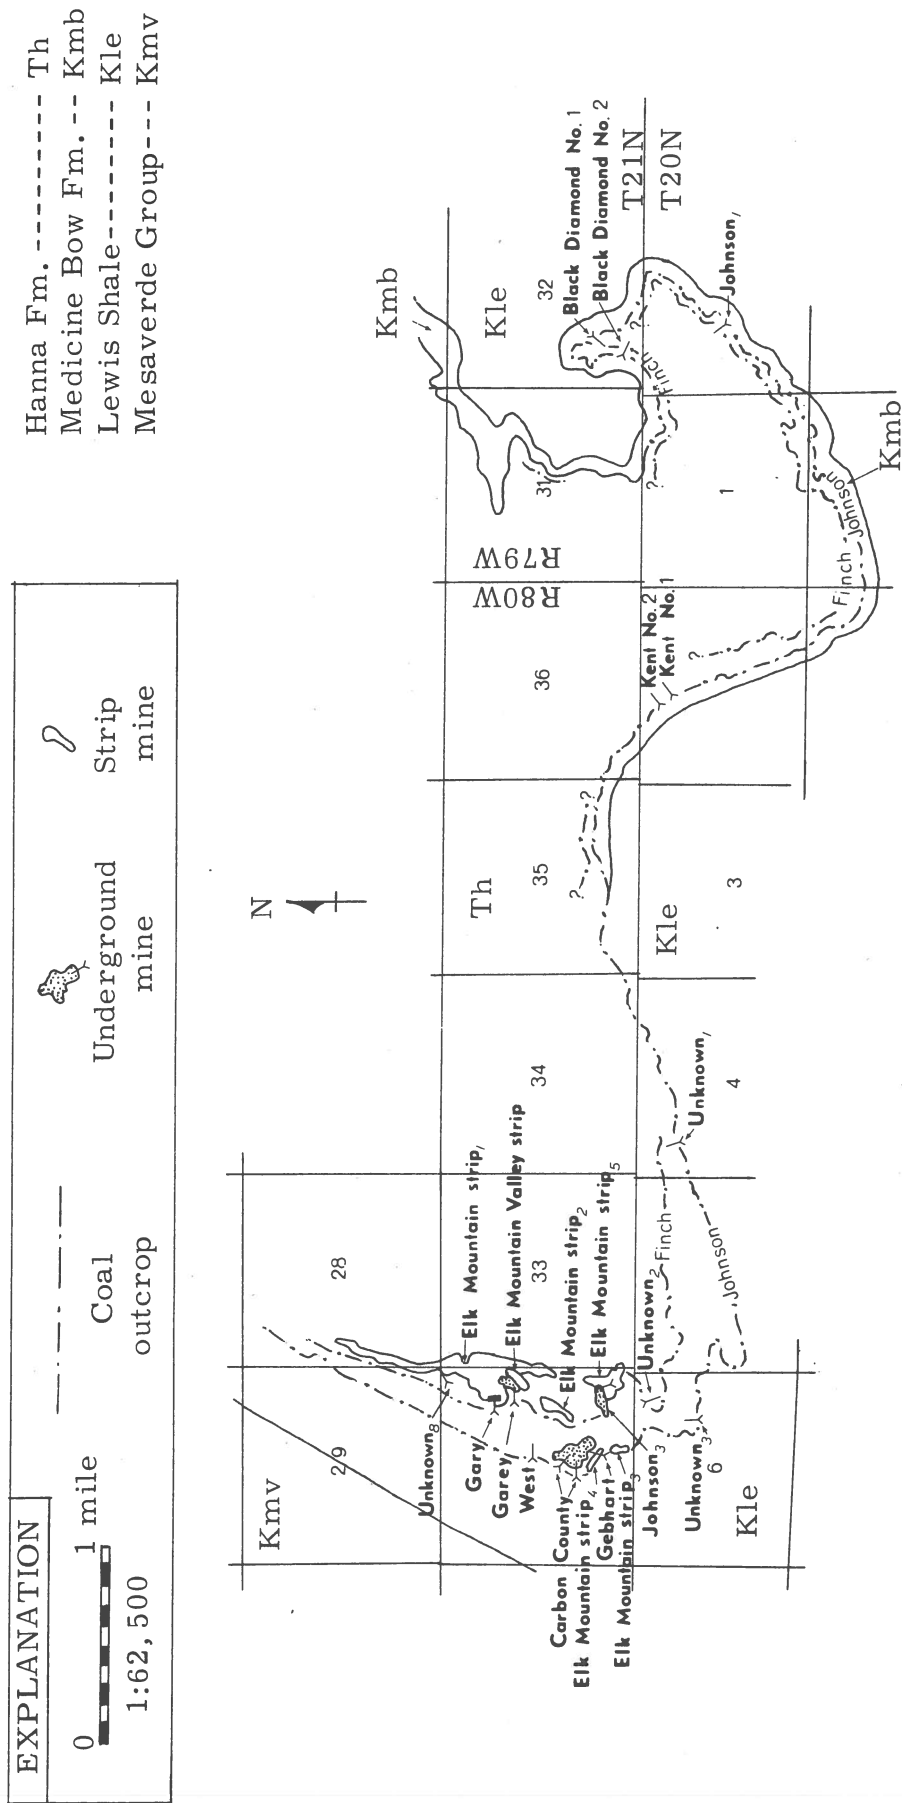 EXPLANATION
0 1 mile
1:62,500
Coal
outcrop
Underground
mine
Strip
mine
Hanna Fm. --------- Th
Medicine Bow Fm. -- Kmb
Lewis Shale-------- Kle
Mesaverde Group--- Kmv
N
Kmv
29
28
Unknown8
Gary
Garey
West
Carbon County
Elk Mountain strip4
Gebhart
Elk Mountain strip3
Johnson3
Unknown3
6
Kle
Elk Mountain strip1
Elk Mountain Valley strip
33
Elk Mountain strip2
Elk Mountain strip5
Unknown2
Finch
Johnson
34
Unknown1
4
Th
35
?
?
Kle
3
36
Kent No. 2
Kent No. 1
?
R80W
R79W
31
?
1
Finch
Johnson
Kmb
Kmb
Kle
32
Black Diamond No. 1
Black Diamond No. 2
?
Finch
T21N
T20N
Johnson1